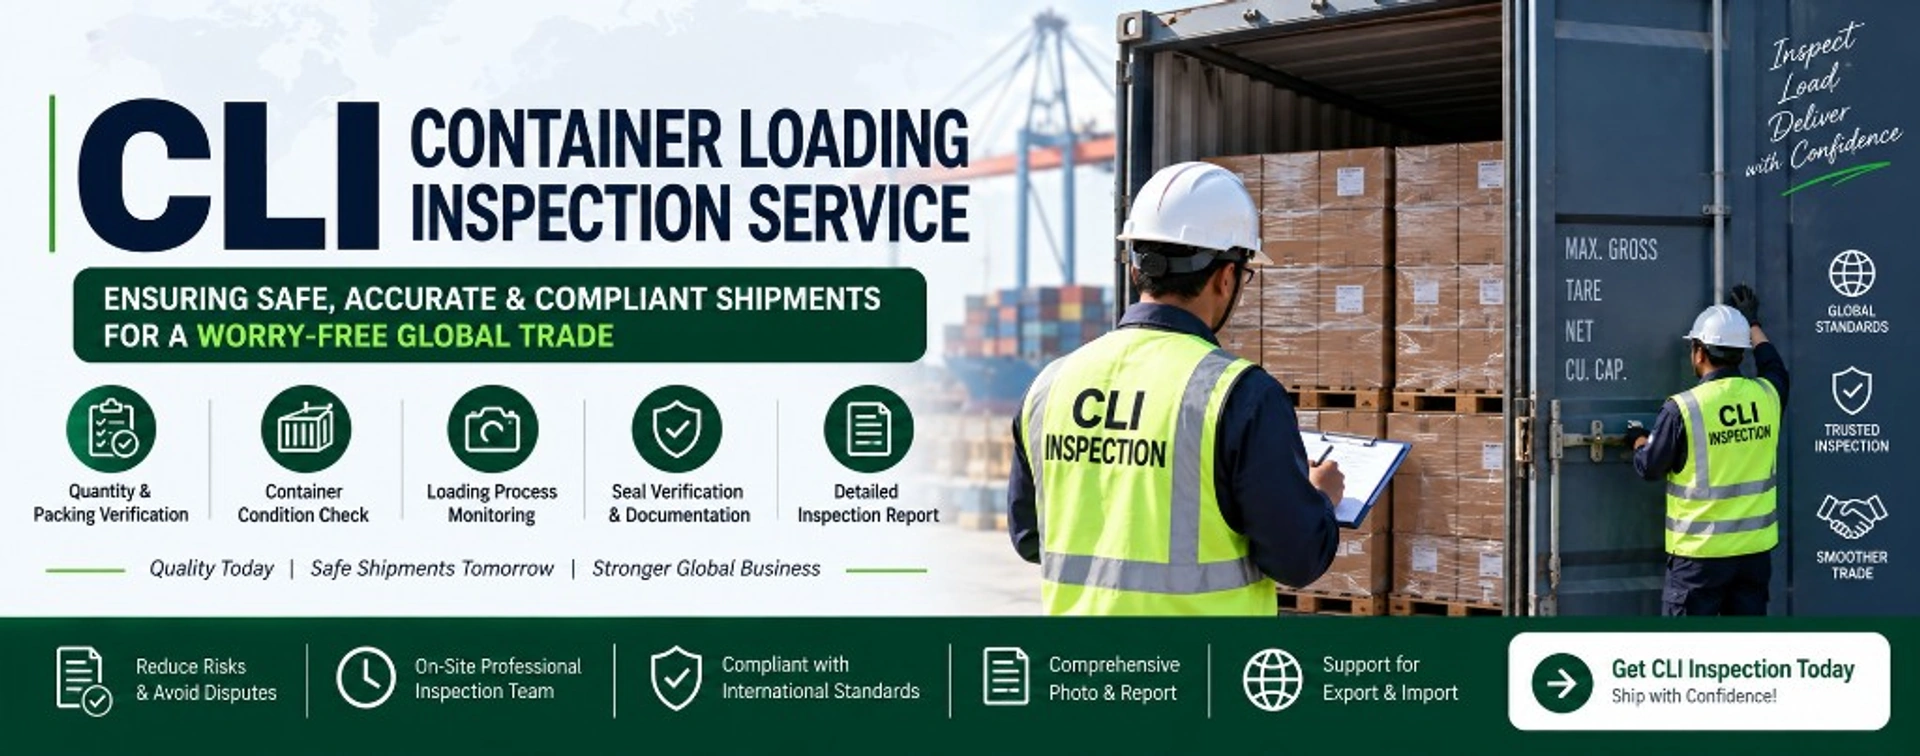 CLI
CONTAINER LOADING
INSPECTION SERVICE
ENSURING SAFE, ACCURATE & COMPLIANT SHIPMENTS
FOR A WORRY-FREE GLOBAL TRADE
Quantity &
Packing Verification
Container
Condition Check
Loading Process
Monitoring
Seal Verification
& Documentation
Detailed
Inspection Report
Quality Today | Safe Shipments Tomorrow | Stronger Global Business
CLI
INSPECTION
MAX. GROSS
TARE
NET
CU. CAP.
CLI
INSPECTION
Inspect
Load
Deliver
with Confidence
GLOBAL
STANDARDS
TRUSTED
INSPECTION
SMOOTHER
TRADE
Reduce Risks
& Avoid Disputes
On-Site Professional
Inspection Team
Compliant with
International Standards
Comprehensive
Photo & Report
Support for
Export & Import
Get CLI Inspection Today
Ship with Confidence!